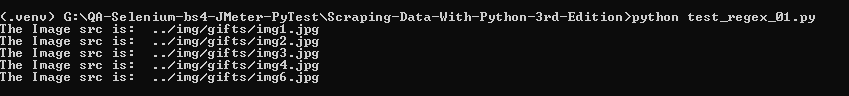 (.venv) G:\QA-Selenium-bs4-JMeter-PyTest\Scraping-Data-With-Python-3rd-Edition>python test_regex_01.py
The Image src is:  ../img/gifts/img1.jpg
The Image src is:  ../img/gifts/img2.jpg
The Image src is:  ../img/gifts/img3.jpg
The Image src is:  ../img/gifts/img4.jpg
The Image src is:  ../img/gifts/img6.jpg